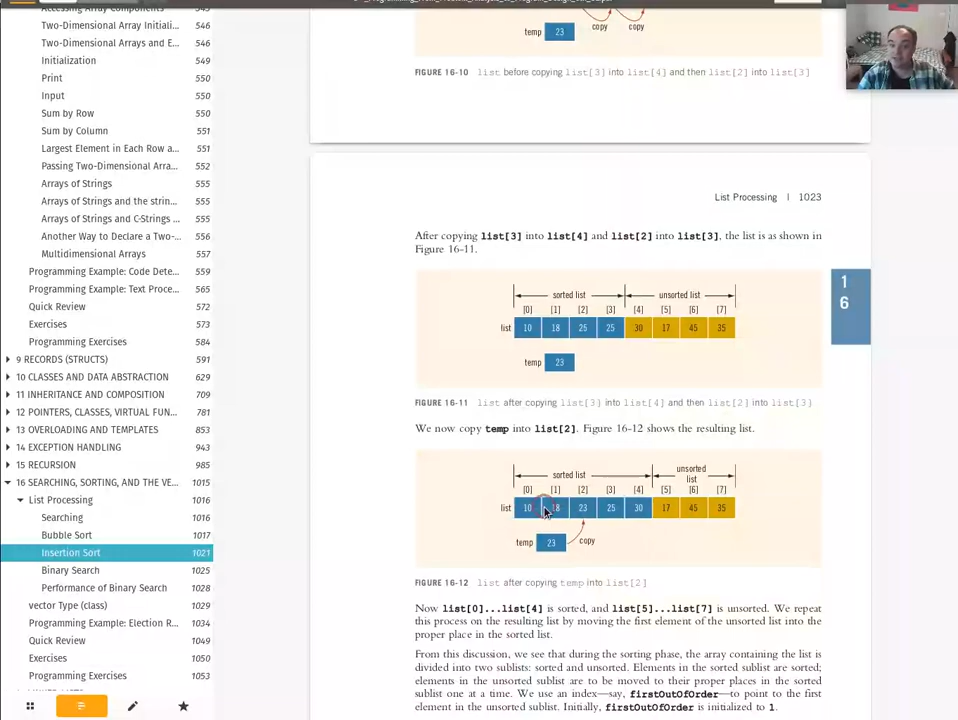 Accessing Array Components 545
Two-Dimensional Array Initiali... 546
Two-Dimensional Arrays and E... 546
Initialization 549
Print 550
Input 550
Sum by Row 550
Sum by Column 551
Largest Element in Each Row a... 551
Passing Two-Dimensional Arra... 552
Arrays of Strings 555
Arrays of Strings and the strin... 555
Arrays of Strings and C-Strings ... 555
Another Way to Declare a Two-... 556
Multidimensional Arrays 557
Programming Example: Code Dete... 559
Programming Example: Text Proce... 565
Quick Review 572
Exercises 573
Programming Exercises 584
9 RECORDS (STRUCTS) 591
10 CLASSES AND DATA ABSTRACTION 629
11 INHERITANCE AND COMPOSITION 709
12 POINTERS, CLASSES, VIRTUAL FUN... 781
13 OVERLOADING AND TEMPLATES 853
14 EXCEPTION HANDLING 943
15 RECURSION 985
16 SEARCHING, SORTING, AND THE VE... 1015
List Processing 1016
Searching 1016
Bubble Sort 1017
Insertion Sort 1021
Binary Search 1025
Performance of Binary Search 1028
vector Type (class) 1029
Programming Example: Election R... 1034
Quick Review 1049
Exercises 1050
Programming Exercises 1053
copy copy
temp 23
FIGURE 16-10 list before copying list[3] into list[4] and then list[2] into list[3]
List Processing | 1023
1
6
After copying list[3] into list[4] and list[2] into list[3], the list is as shown in
Figure 16-11.
sorted list unsorted list
[0] [1] [2] [3] [4] [5] [6] [7]
list 10 18 25 25 30 17 45 35
temp 23
FIGURE 16-11 list after copying list[3] into list[4] and then list[2] into list[3]
We now copy temp into list[2]. Figure 16-12 shows the resulting list.
sorted list unsorted
list
[0] [1] [2] [3] [4] [5] [6] [7]
list 10 18 23 25 30 17 45 35
temp 23 copy
FIGURE 16-12 list after copying temp into list[2]
Now list[0]...list[4] is sorted, and list[5]...list[7] is unsorted. We repeat
this process on the resulting list by moving the first element of the unsorted list into the
proper place in the sorted list.
From this discussion, we see that during the sorting phase, the array containing the list is
divided into two sublists: sorted and unsorted. Elements in the sorted sublist are sorted;
elements in the unsorted sublist are to be moved to their proper places in the sorted
sublist one at a time. We use an index—say, firstOutOfOrder—to point to the first
element in the unsorted sublist. Initially, firstOutOfOrder is initialized to 1.